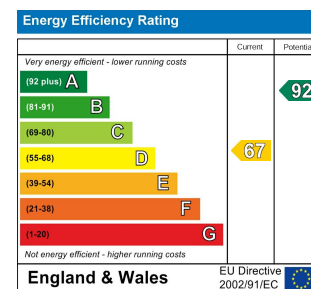 Energy Efficiency Rating
Current Potentia
Very energy efficient - lower running costs
(92 plus) A
92
(81-91) B
(69-80) C
(55-68) D
67
(39-54) E
(21-38) F
(1-20) G
Not energy efficient - higher running costs
England & Wales
EU Directive
2002/91/EC